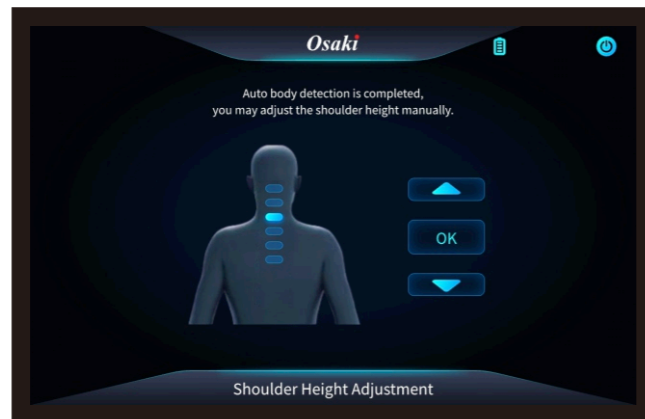 Osaki
Auto body detection is completed,
you may adjust the shoulder height manually.
OK
Shoulder Height Adjustment